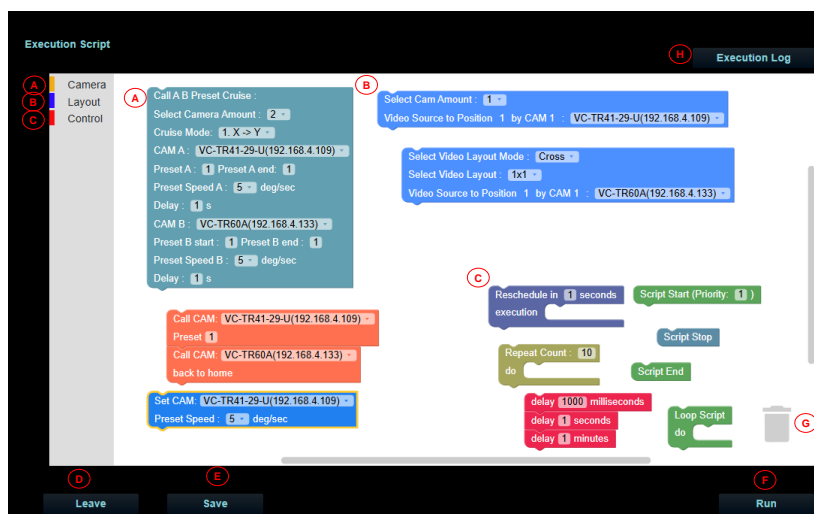 Execution Script
H
Execution Log
A Camera
B Layout
C Control
A
Call A B Preset Cruise :
Select Camera Amount : 2
Cruise Mode: 1. X -> Y
CAM A : VC-TR41-29-U(192.168.4.109)
Preset A : 1 Preset A end: 1
Preset Speed A : 5 deg/sec
Delay : 1 s
CAM B : VC-TR60A(192.168.4.133)
Preset B start : 1 Preset B end : 1
Preset Speed B : 5 deg/sec
Delay : 1 s
Call CAM: VC-TR41-29-U(192.168.4.109)
Preset 1
Call CAM: VC-TR60A(192.168.4.133)
back to home
Set CAM: VC-TR41-29-U(192.168.4.109)
Preset Speed : 5 deg/sec
B
Select Cam Amount : 1
Video Source to Position 1 by CAM 1 : VC-TR41-29-U(192.168.4.109)
Select Video Layout Mode : Cross
Select Video Layout : 1x1
Video Source to Position 1 by CAM 1 : VC-TR60A(192.168.4.133)
C
Reschedule in 1 seconds
execution
Script Start (Priority: 1 )
Script Stop
Repeat Count : 10
do
Script End
delay 1000 milliseconds
delay 1 seconds
delay 1 minutes
Loop Script
do
G
D
E
F
Leave
Save
Run